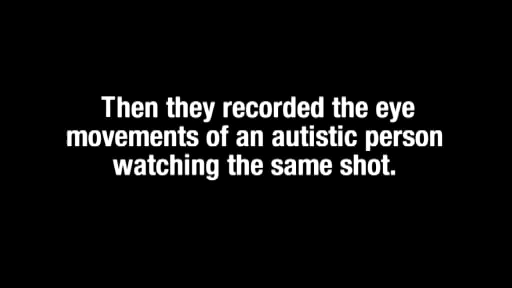 Then they recorded the eye
movements of an autistic person
watching the same shot.